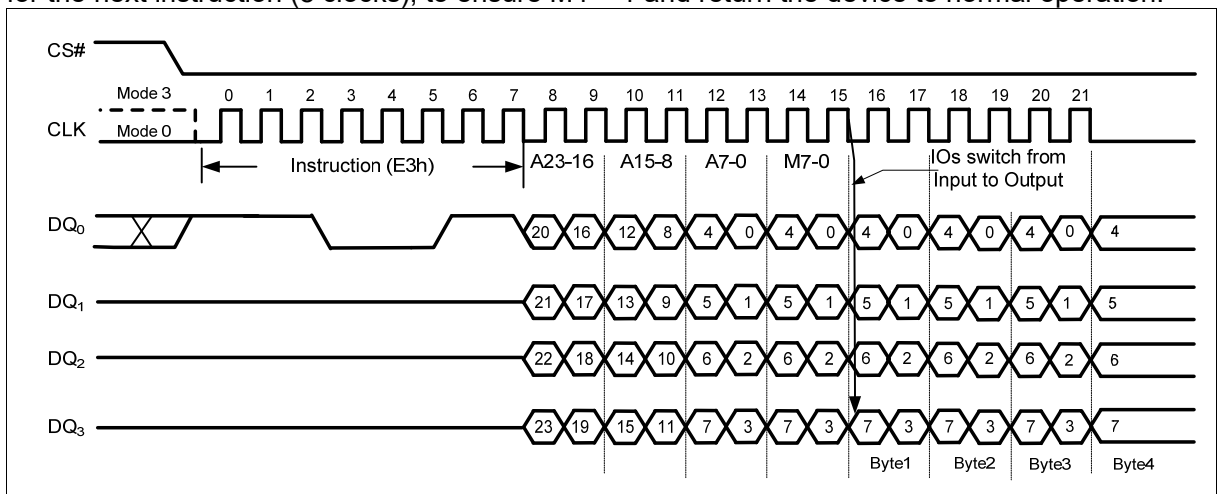 for the next instruction (8 clocks), to ensure M4 = 1 and return the device to normal operation.
CS#
Mode 3
0 1 2 3 4 5 6 7 8 9 10 11 12 13 14 15 16 17 18 19 20 21
CLK
Mode 0
Instruction (E3h) A23-16 A15-8 A7-0 M7-0 IOs switch from
Input to Output
DQ0 20 16 12 8 4 0 4 0 4 0 4 0 4 0 4
DQ1 21 17 13 9 5 1 5 1 5 1 5 1 5 1 5
DQ2 22 18 14 10 6 2 6 2 6 2 6 2 6 2 6
DQ3 23 19 15 11 7 3 7 3 7 3 7 3 7 3 7
Byte1 Byte2 Byte3 Byte4